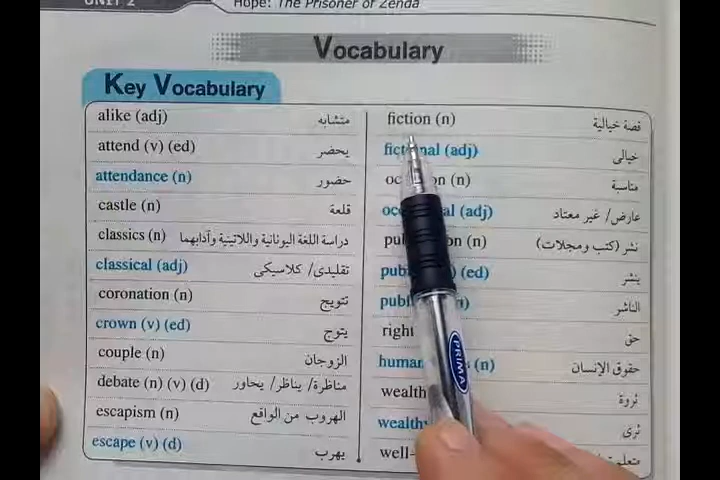 UNIT 2
Hope: The Prisoner of Zenda
Vocabulary
Key Vocabulary
alike (adj) متشابه
attend (v) (ed) يحضر
attendance (n) حضور
castle (n) قلعة
classics (n) دراسة اللغة اليونانية واللاتينية وآدابهما
classical (adj) تقليدى/ كلاسيكى
coronation (n) تتويج
crown (v) (ed) يتوج
couple (n) الزوجان
debate (n) (v) (d) مناظرة/ يناظر/ يحاور
escapism (n) الهروب من الواقع
escape (v) (d) يهرب
fiction (n) قصة خيالية
(adj) خيالى
(n) مناسبة
(adj) عارض/ غير معتاد
(n) نشر (كتب ومجلات)
(ed) ينشر
الناشر
right حق
human (n) حقوق الإنسان
wealth ثروة
wealthy ثرى
well-